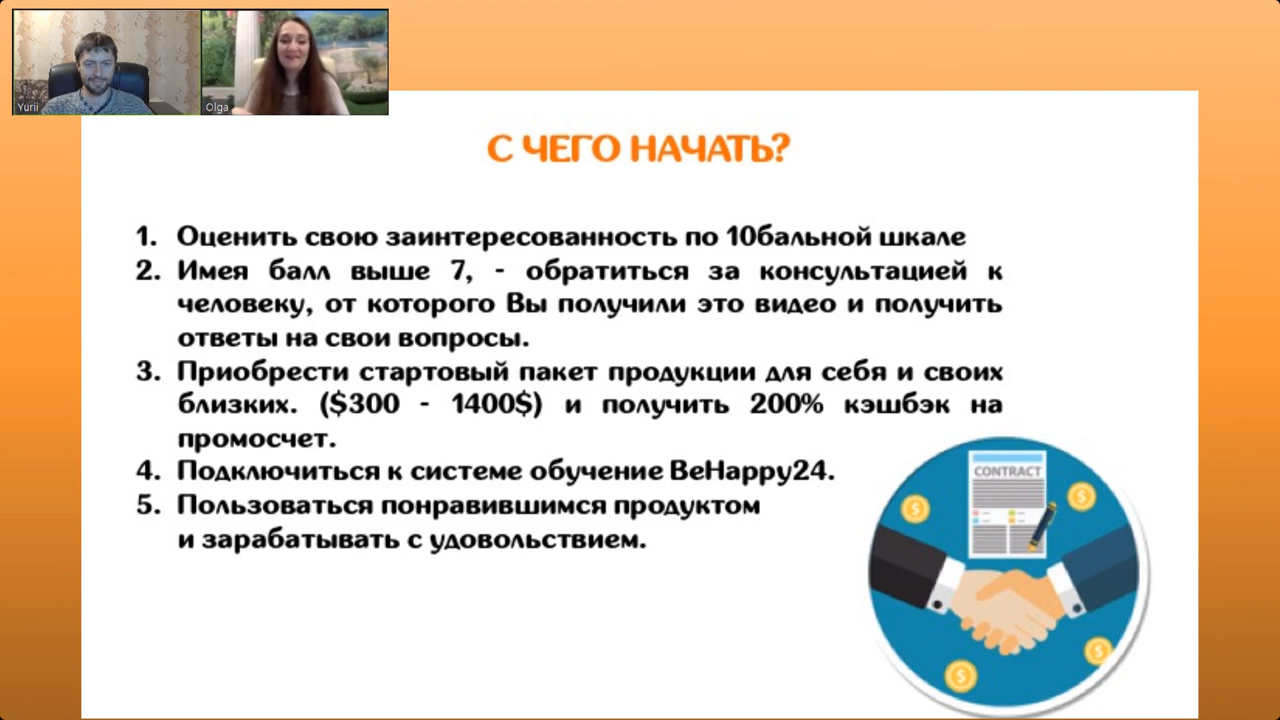 Yurii
Olga
С ЧЕГО НАЧАТЬ?
1. Оценить свою заинтересованность по 10бальной шкале
2. Имея балл выше 7, - обратиться за консультацией к
человеку, от которого Вы получили это видео и получить
ответы на свои вопросы.
3. Приобрести стартовый пакет продукции для себя и своих
близких. ($300 - 1400$) и получить 200% кэшбэк на
промосчет.
4. Подключиться к системе обучение BeHappy24.
5. Пользоваться понравившимся продуктом
и зарабатывать с удовольствием.
CONTRACT
$
$
$
$